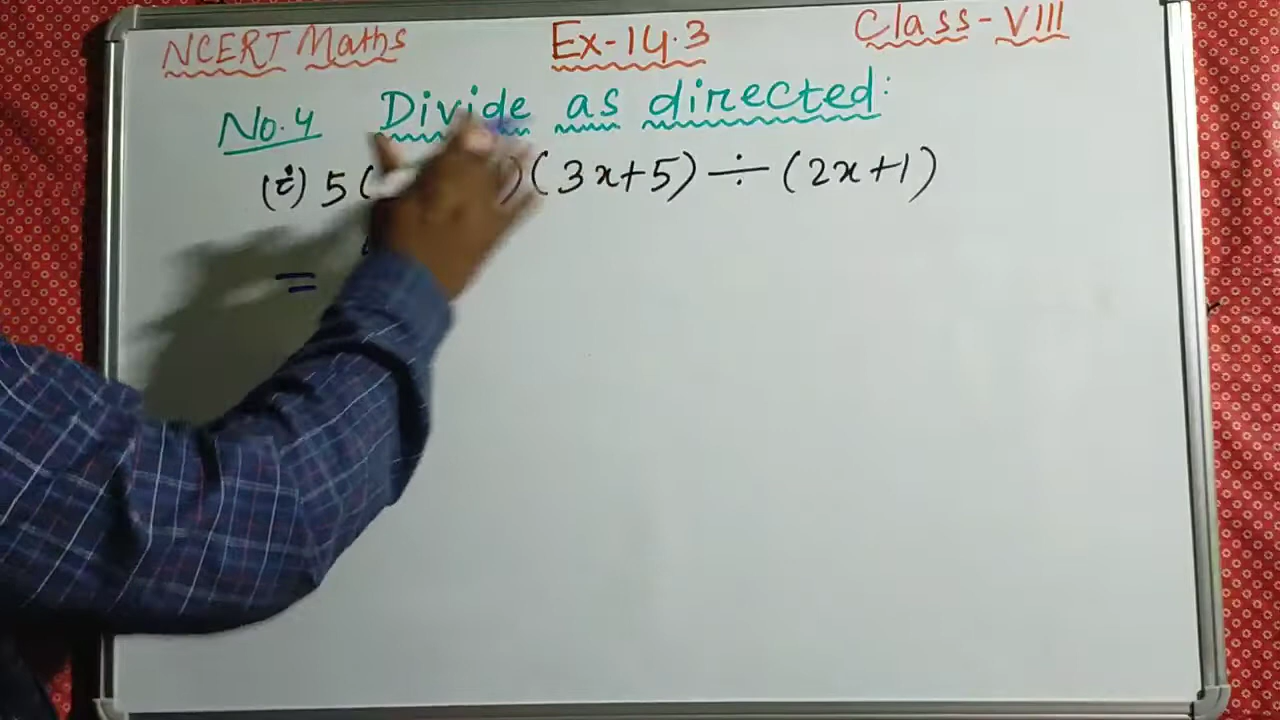 NCERT Maths Ex-14.3 Class-VIII
No.4 Divide as directed:
(i) 5( )(3x+5) ÷ (2x+1)
=